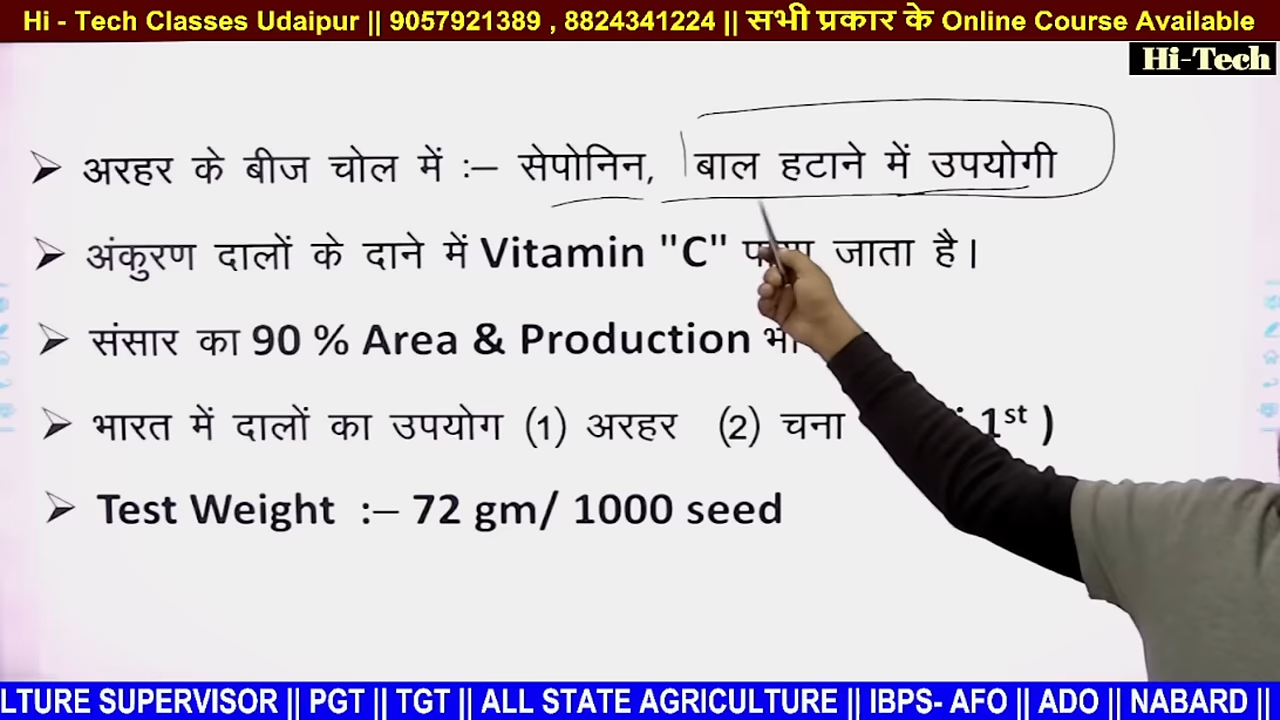 Hi - Tech Classes Udaipur || 9057921389 , 8824341224 || सभी प्रकार के Online Course Available
Hi-Tech
➢ अरहर के बीज चोल में :– सेपोनिन, बाल हटाने में उपयोगी
➢ अंकुरण दालों के दाने में Vitamin "C" जाता है।
➢ संसार का 90 % Area & Production
➢ भारत में दालों का उपयोग (1) अरहर (2) चना 1st )
➢ Test Weight :– 72 gm/ 1000 seed
LTURE SUPERVISOR || PGT || TGT || ALL STATE AGRICULTURE || IBPS- AFO || ADO || NABARD ||